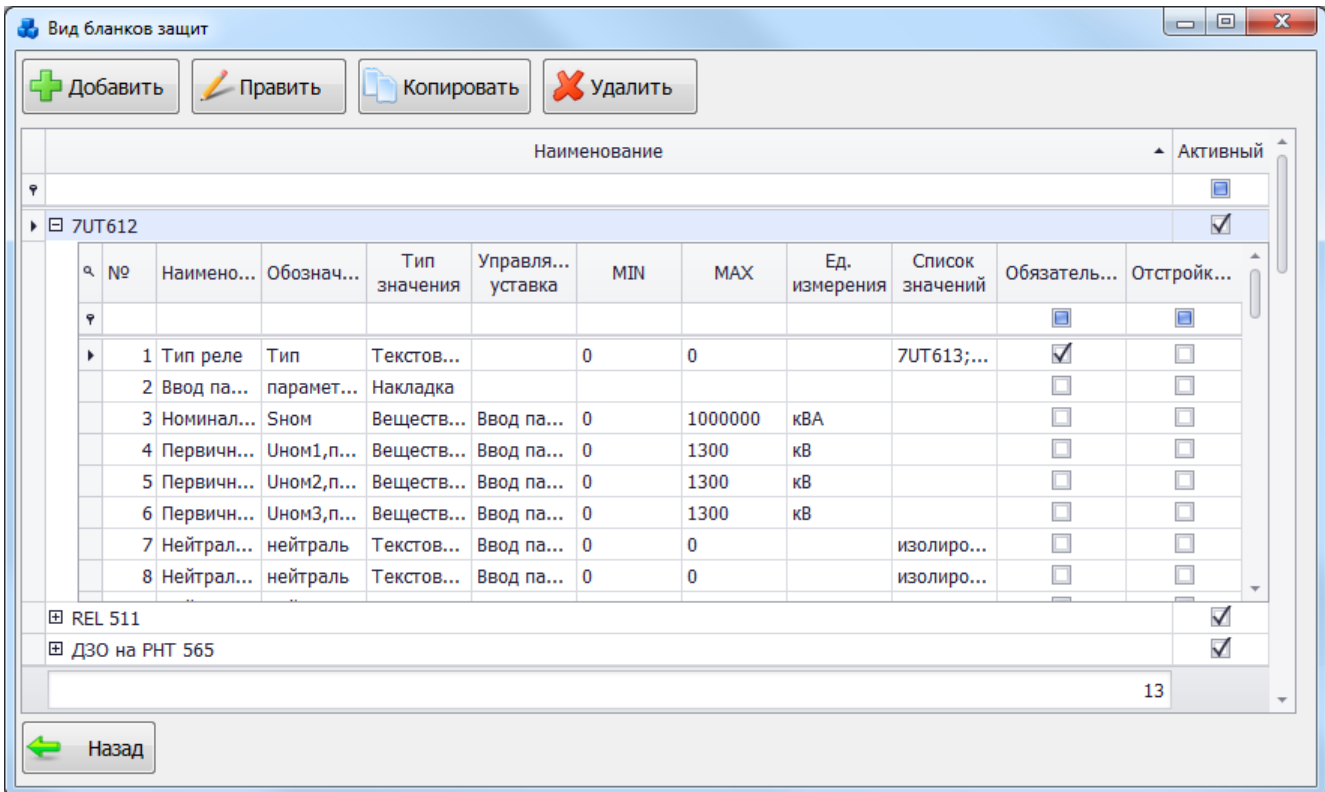 Вид бланков защит
Добавить Править Копировать Удалить
Наименование Активный
7UT612
№ Наимено... Обознач... Тип значения Управля... уставка MIN MAX Ед. измерения Список значений Обязатель... Отстройк...
1 Тип реле Тип Текстов... 0 0 7UT613;...
2 Ввод па... парамет... Накладка
3 Номинал... Sном Веществ... Ввод па... 0 1000000 кВА
4 Первичн... Uном1,п... Веществ... Ввод па... 0 1300 кВ
5 Первичн... Uном2,п... Веществ... Ввод па... 0 1300 кВ
6 Первичн... Uном3,п... Веществ... Ввод па... 0 1300 кВ
7 Нейтрал... нейтраль Текстов... Ввод па... 0 0 изолиро...
8 Нейтрал... нейтраль Текстов... Ввод па... 0 0 изолиро...
REL 511
ДЗО на РНТ 565
13
Назад